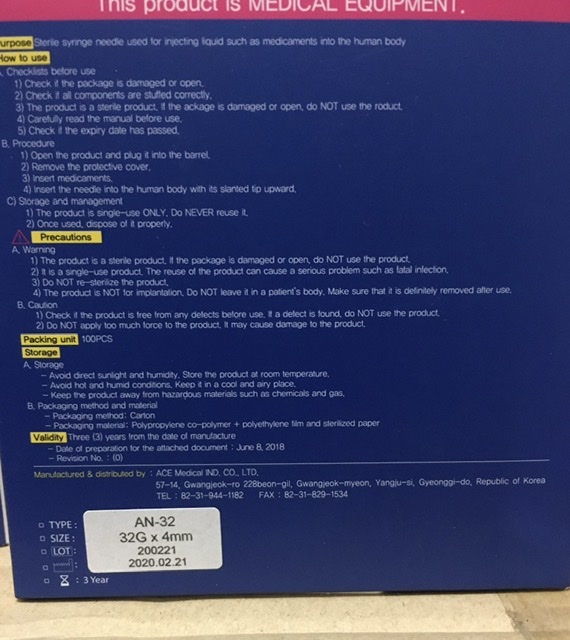 This product is MEDICAL EQUIPMENT.
urpose Sterile syringe needle used for injecting liquid such as medicaments into the human body
How to use
A. Checklists before use
1) Check if the package is damaged or open.
2) Check if all components are stuffed correctly.
3) The product is a sterile product. If the ackage is damaged or open, do NOT use the roduct.
4) Carefully read the manual before use.
5) Check if the expiry date has passed.
B. Procedure
1) Open the product and plug it into the barrel.
2) Remove the protective cover.
3) Insert medicaments.
4) Insert the needle into the human body with its slanted tip upward.
C) Storage and management
1) The product is single-use ONLY. Do NEVER reuse it.
2) Once used, dispose of it properly.
Precautions
A. Warning
1) The product is a sterile product. If the package is damaged or open, do NOT use the product.
2) It is a single-use product. The reuse of the product can cause a serious problem such as fatal infection.
3) Do NOT re-sterilize the product.
4) The product is NOT for implantation. Do NOT leave it in a patient's body. Make sure that it is definitely removed after use.
B. Caution
1) Check if the product is free from any defects before use. If a defect is found, do NOT use the product.
2) Do NOT apply too much force to the product. It may cause damage to the product.
Packing unit 100PCS
Storage
A. Storage
- Avoid direct sunlight and humidity. Store the product at room temperature.
- Avoid hot and humid conditions. Keep it in a cool and airy place.
- Keep the product away from hazardous materials such as chemicals and gas.
B. Packaging method and material
- Packaging method: Carton
- Packaging material: Polypropylene co-polymer + polyethylene film and sterilized paper
Validity Three (3) years from the date of manufacture
- Date of preparation for the attached document : June 8, 2018
- Revision No. : (0)
Manufactured & distributed by : ACE Medical IND. CO., LTD.
57-14, Gwangjeok-ro 228beon-gil, Gwangjeok-myeon, Yangju-si, Gyeonggi-do, Republic of Korea
TEL : 82-31-944-1182 FAX : 82-31-829-1534
TYPE : AN-32
SIZE : 32G x 4mm
LOT : 200221
: 2020.02.21
: 3 Year